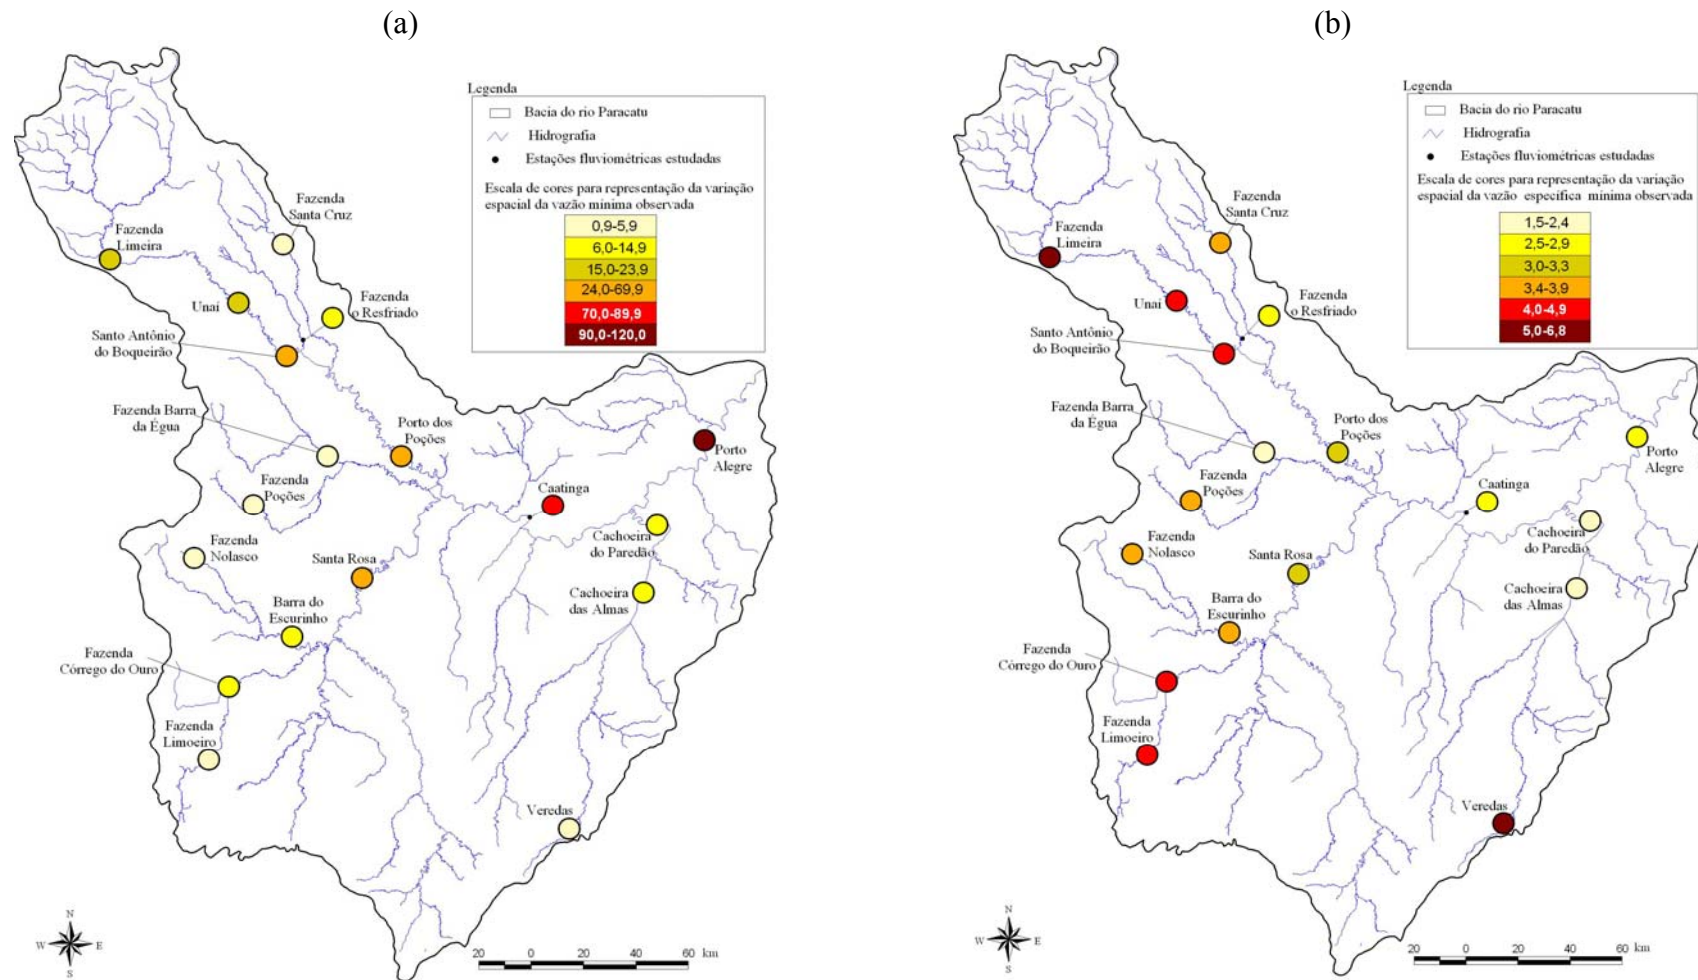 (a)
Legenda
Bacia do rio Paracatu
Hidrografia
Estações fluviométricas estudadas
Escala de cores para representação da variação
espacial da vazão mínima observada
0,9-5,9
6,0-14,9
15,0-23,9
24,0-69,9
70,0-89,9
90,0-120,0
Fazenda
Santa Cruz
Fazenda
Limeira
Unaí
Fazenda
o Resfriado
Santo Antônio
do Boqueirão
Fazenda Barra
da Égua
Porto dos
Poções
Porto
Alegre
Fazenda
Poções
Caatinga
Cachoeira
do Paredão
Fazenda
Nolasco
Santa Rosa
Cachoeira
das Almas
Barra do
Escurinho
Fazenda
Córrego do Ouro
Fazenda
Limoeiro
Veredas
N
W E
S
20 0 20 40 60 km
(b)
Legenda
Bacia do rio Paracatu
Hidrografia
Estações fluviométricas estudadas
Escala de cores para representação da variação
espacial da vazão específica mínima observada
1,5-2,4
2,5-2,9
3,0-3,3
3,4-3,9
4,0-4,9
5,0-6,8
Fazenda
Santa Cruz
Fazenda
Limeira
Unaí
Fazenda
o Resfriado
Santo Antônio
do Boqueirão
Fazenda Barra
da Égua
Porto dos
Poções
Porto
Alegre
Fazenda
Poções
Caatinga
Cachoeira
do Paredão
Fazenda
Nolasco
Santa Rosa
Cachoeira
das Almas
Barra do
Escurinho
Fazenda
Córrego do Ouro
Fazenda
Limoeiro
Veredas
N
W E
S
20 0 20 40 60 km